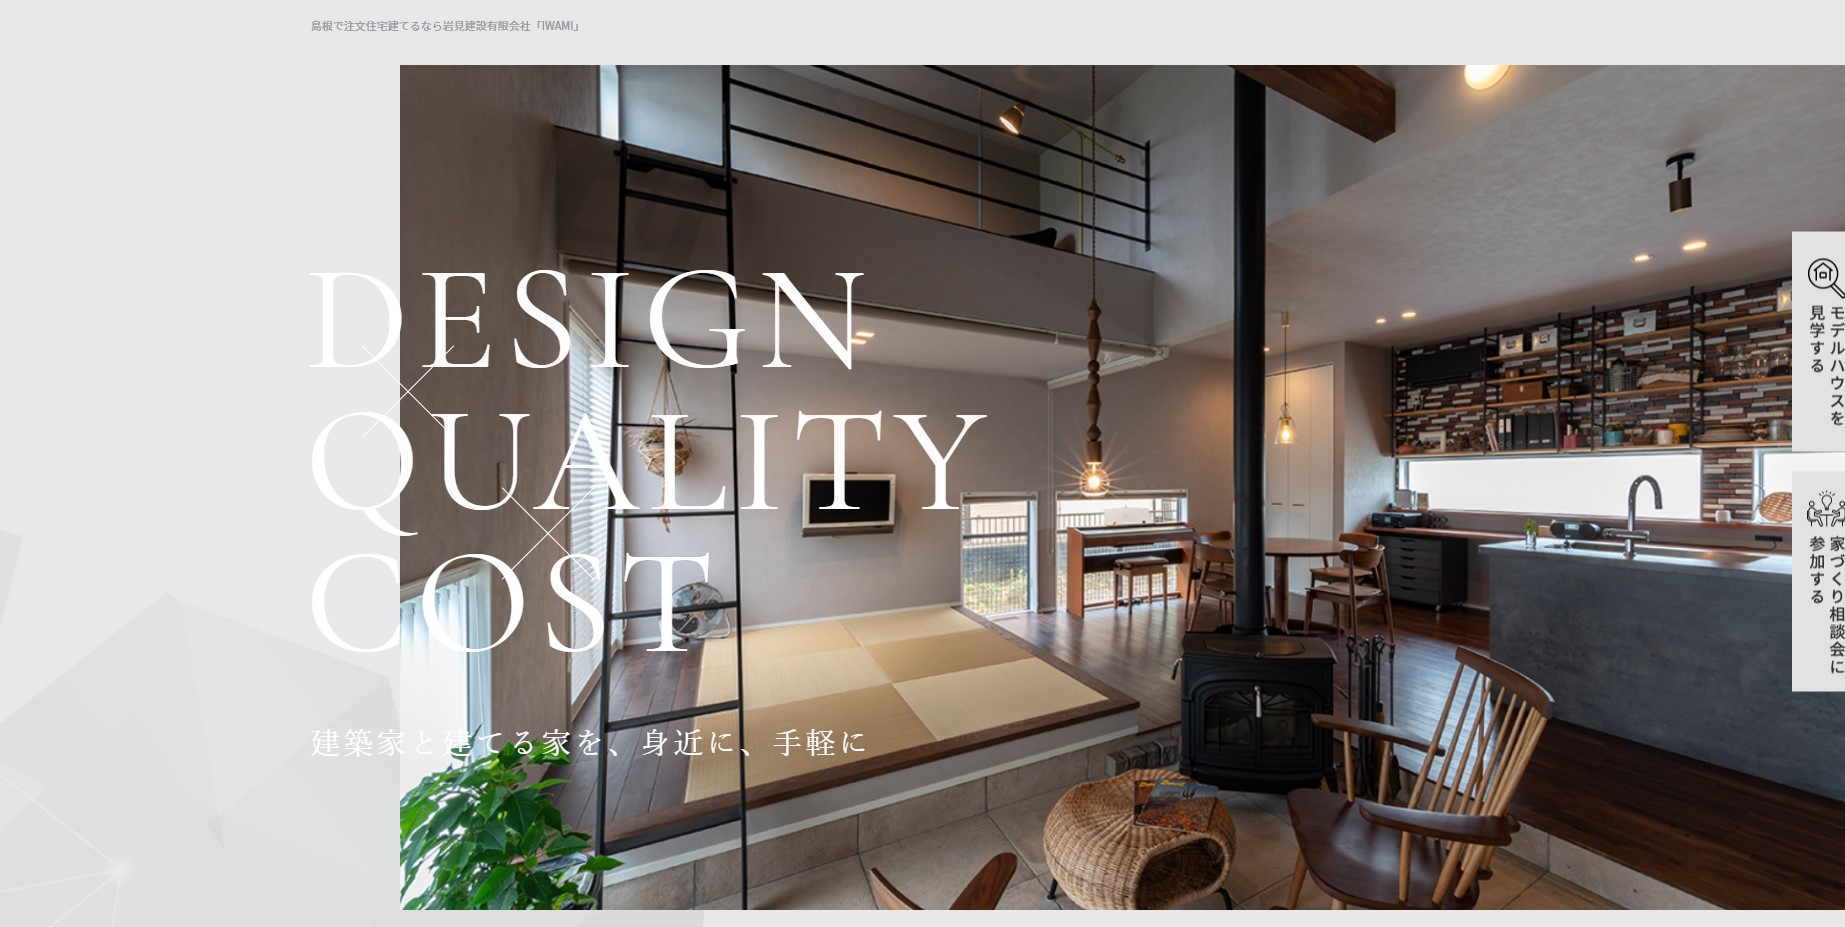 島根で注文住宅建てるなら岩見建設有限会社「IWAMI」
DESIGN
×
QUALITY
×
COST
建築家と建てる家を、身近に、手軽に
モデルハウスを
見学する
家づくり相談会に
参加する